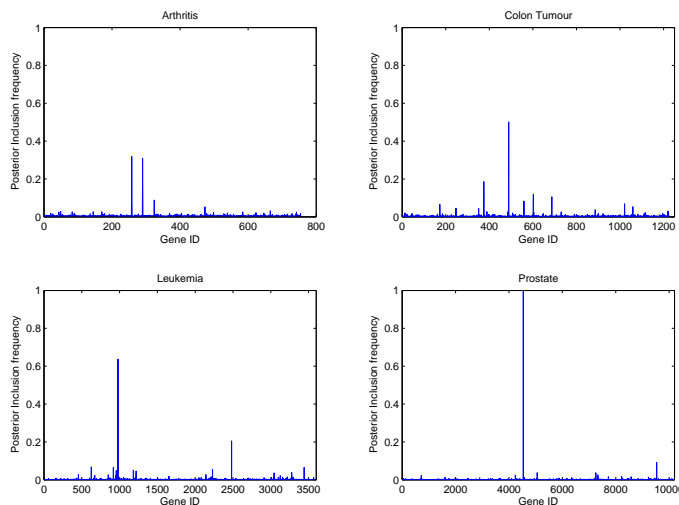 Arthritis
1
0.8
0.6
0.4
0.2
0
0 200 400 600 800
Posterior Inclusion frequency
Gene ID
Colon Tumour
1
0.8
0.6
0.4
0.2
0
0 200 400 600 800 1000 1200
Posterior Inclusion frequency
Gene ID
Leukemia
1
0.8
0.6
0.4
0.2
0
0 500 1000 1500 2000 2500 3000 3500
Posterior Inclusion frequency
Gene ID
Prostate
1
0.8
0.6
0.4
0.2
0
0 2000 4000 6000 8000 10000
Posterior Inclusion frequency
Gene ID